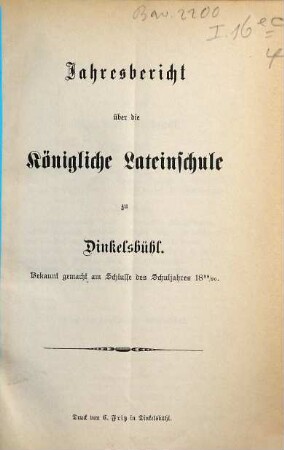 Bav. 2200
I. 16 ec
4
Jahresbericht
über die
Königliche Lateinschule
zu
Dinkelsbühl.
Bekannt gemacht am Schlusse des Schuljahres
Druck von C. Fritz in Dinkelsbühl.